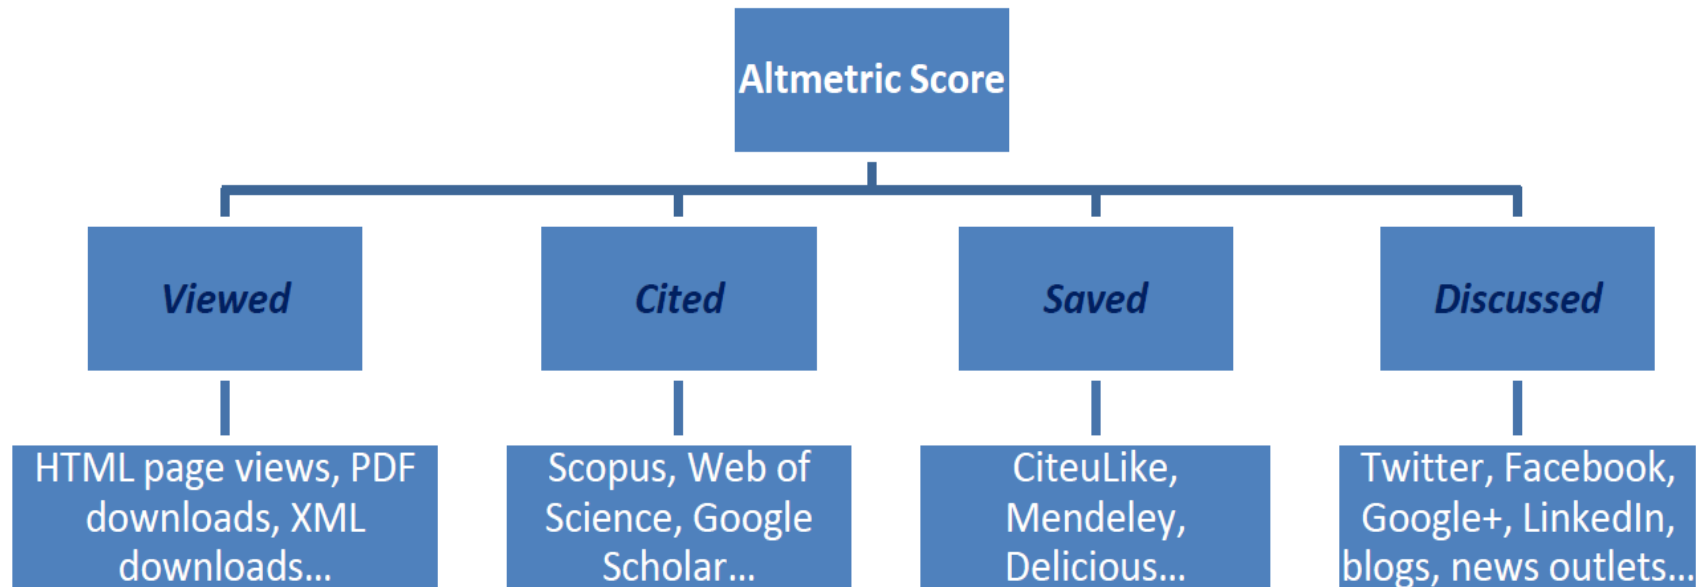 Altmetric Score
Viewed
Cited
Saved
Discussed
HTML page views, PDF
downloads, XML
downloads...
Scopus, Web of
Science, Google
Scholar...
CiteuLike,
Mendeley,
Delicious...
Twitter, Facebook,
Google+, LinkedIn,
blogs, news outlets...